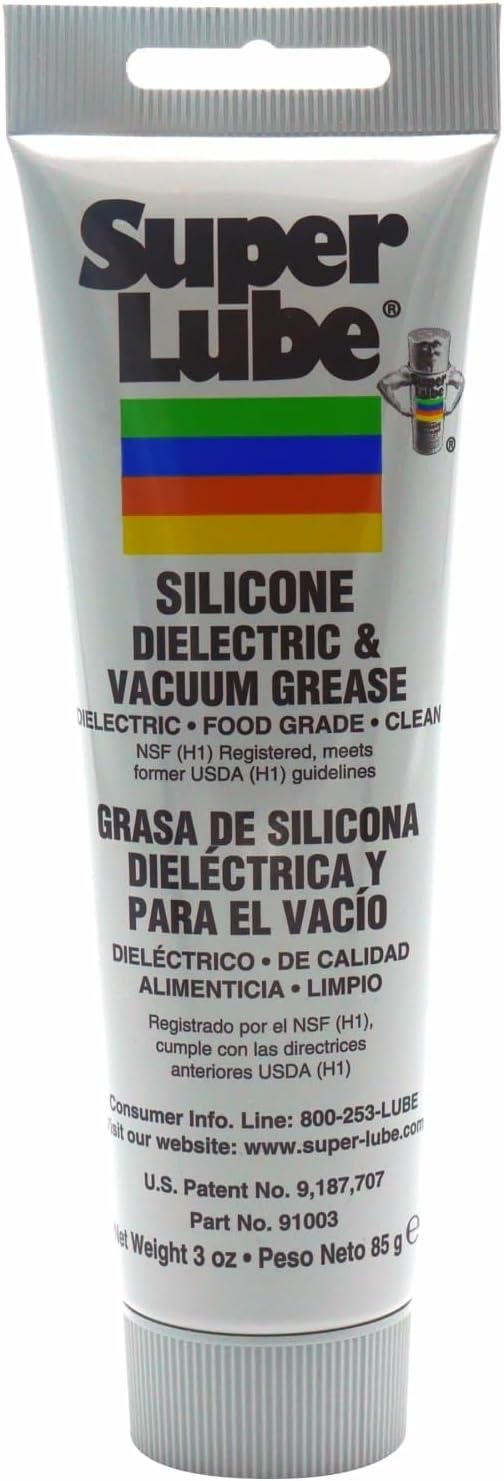 Super
Lube®
Super
Lube
®
SILICONE
DIELECTRIC &
VACUUM GREASE
DIELECTRIC • FOOD GRADE • CLEAN
NSF (H1) Registered, meets
former USDA (H1) guidelines
GRASA DE SILICONA
DIELÉCTRICA Y
PARA EL VACÍO
DIELÉCTRICO • DE CALIDAD
ALIMENTICIA • LIMPIO
Registrado por el NSF (H1),
cumple con las directrices
anteriores USDA (H1)
Consumer Info. Line: 800-253-LUBE
Visit our website: www.super-lube.com
U.S. Patent No. 9,187,707
Part No. 91003
Net Weight 3 oz • Peso Neto 85 g ℮